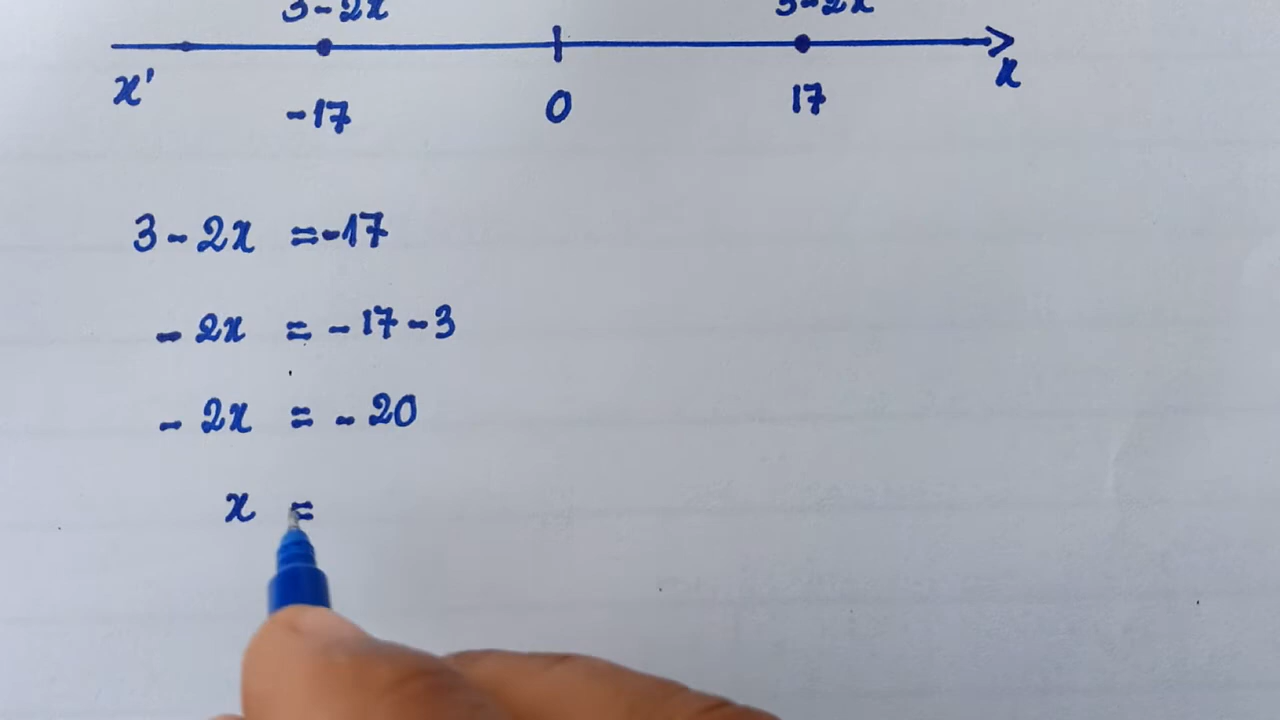 3-2x 3-2x
x' x
-17 0 17
3-2x =-17
-2x = -17-3
-2x = -20
x =